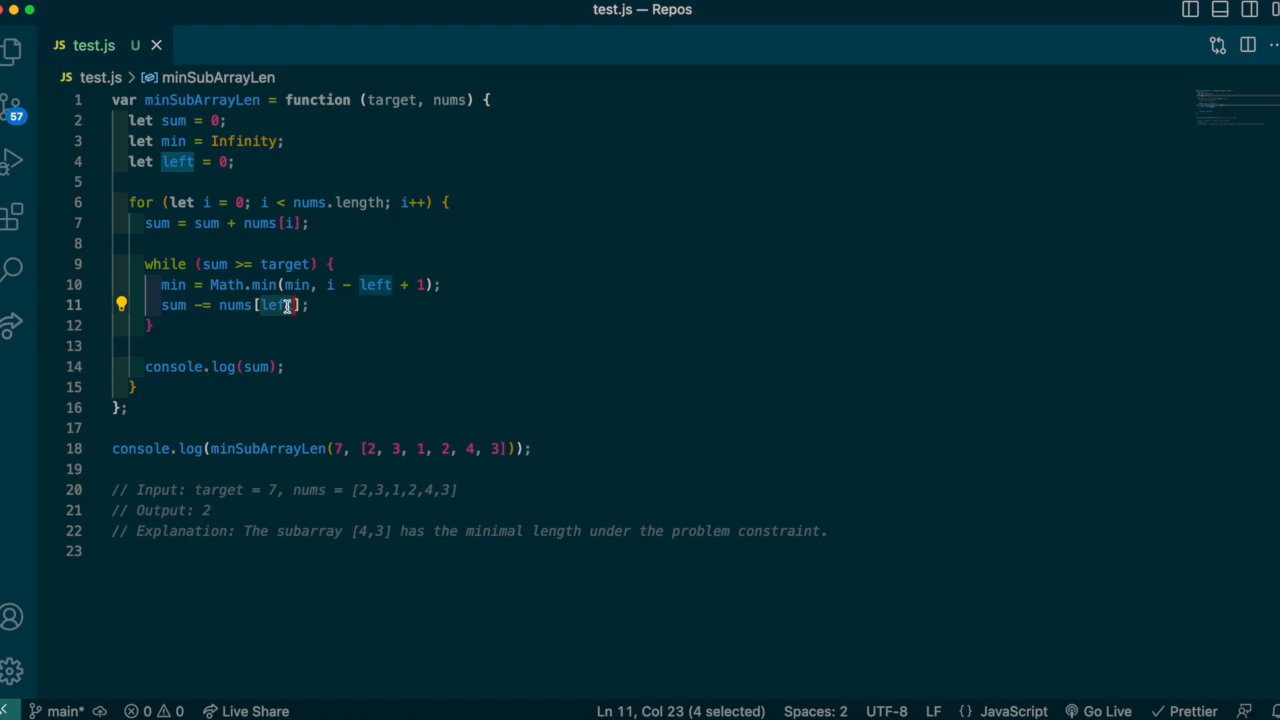 test.js — Repos
JS test.js U
JS test.js > minSubArrayLen
1 var minSubArrayLen = function (target, nums) {
2 let sum = 0;
3 let min = Infinity;
4 let left = 0;
5
6 for (let i = 0; i < nums.length; i++) {
7 sum = sum + nums[i];
8
9 while (sum >= target) {
10 min = Math.min(min, i - left + 1);
11 sum -= nums[left];
12 }
13
14 console.log(sum);
15 }
16 };
17
18 console.log(minSubArrayLen(7, [2, 3, 1, 2, 4, 3]));
19
20 // Input: target = 7, nums = [2,3,1,2,4,3]
21 // Output: 2
22 // Explanation: The subarray [4,3] has the minimal length under the problem constraint.
23
57
main* 0 0 Live Share Ln 11, Col 23 (4 selected) Spaces: 2 UTF-8 LF {} JavaScript Go Live Prettier